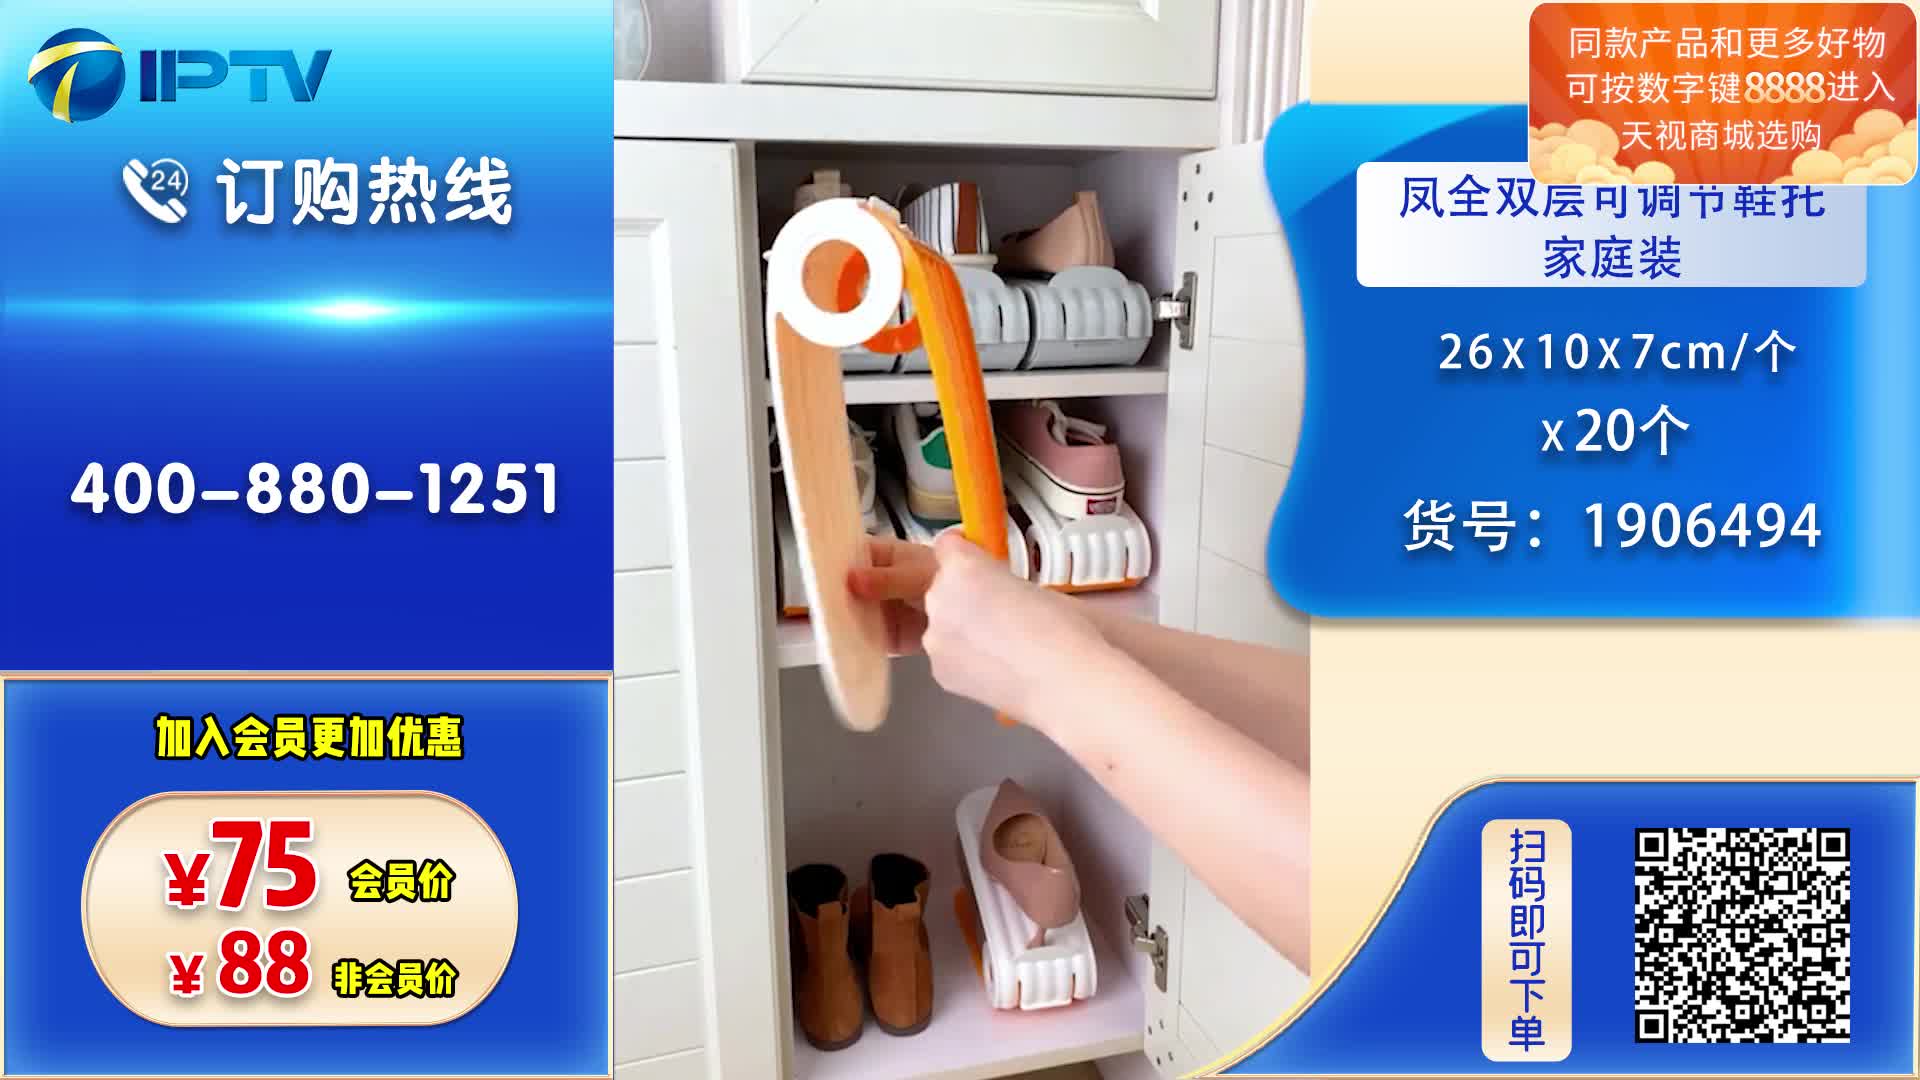 IPTV
24
订购热线
400-880-1251
加入会员更加优惠
¥75 会员价
¥88 非会员价
同款产品和更多好物
可按数字键8888进入
天视商城选购
凤全双层可调节鞋托
家庭装
26x10x7cm/个
x20个
货号：1906494
扫码即可下单